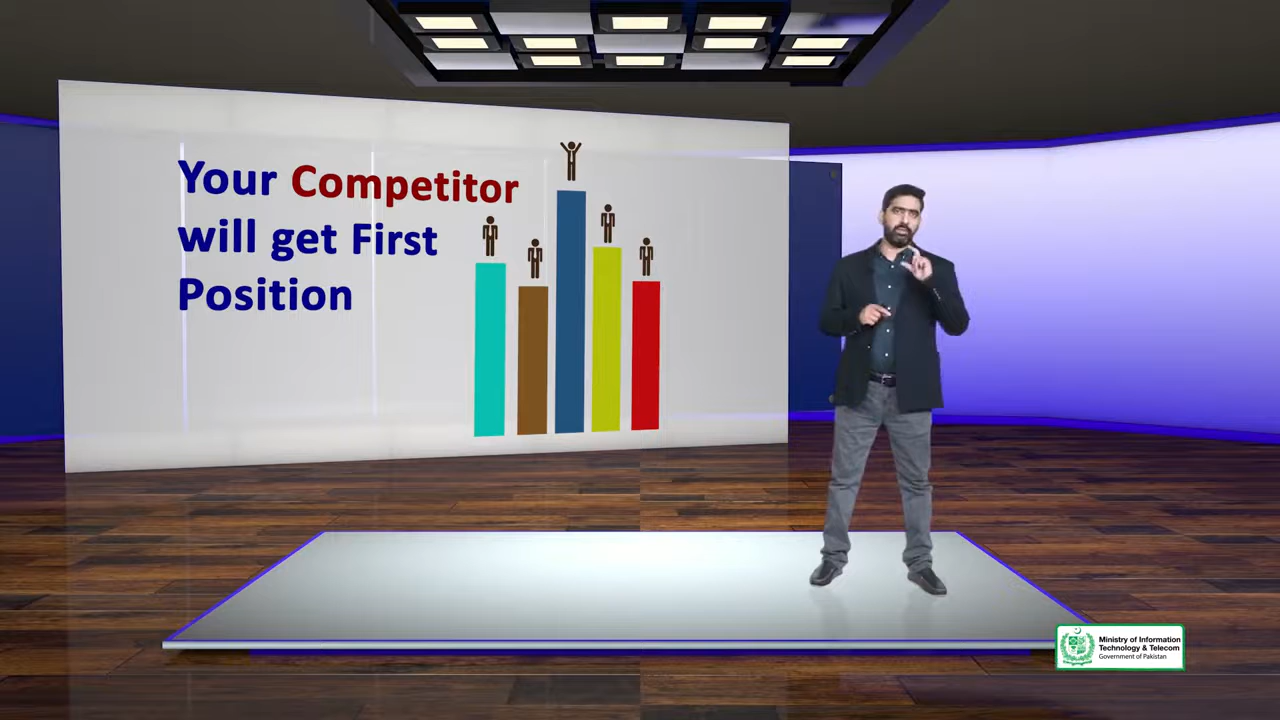 Your Competitor
will get First
Position
Ministry of Information
Technology & Telecom
Government of Pakistan